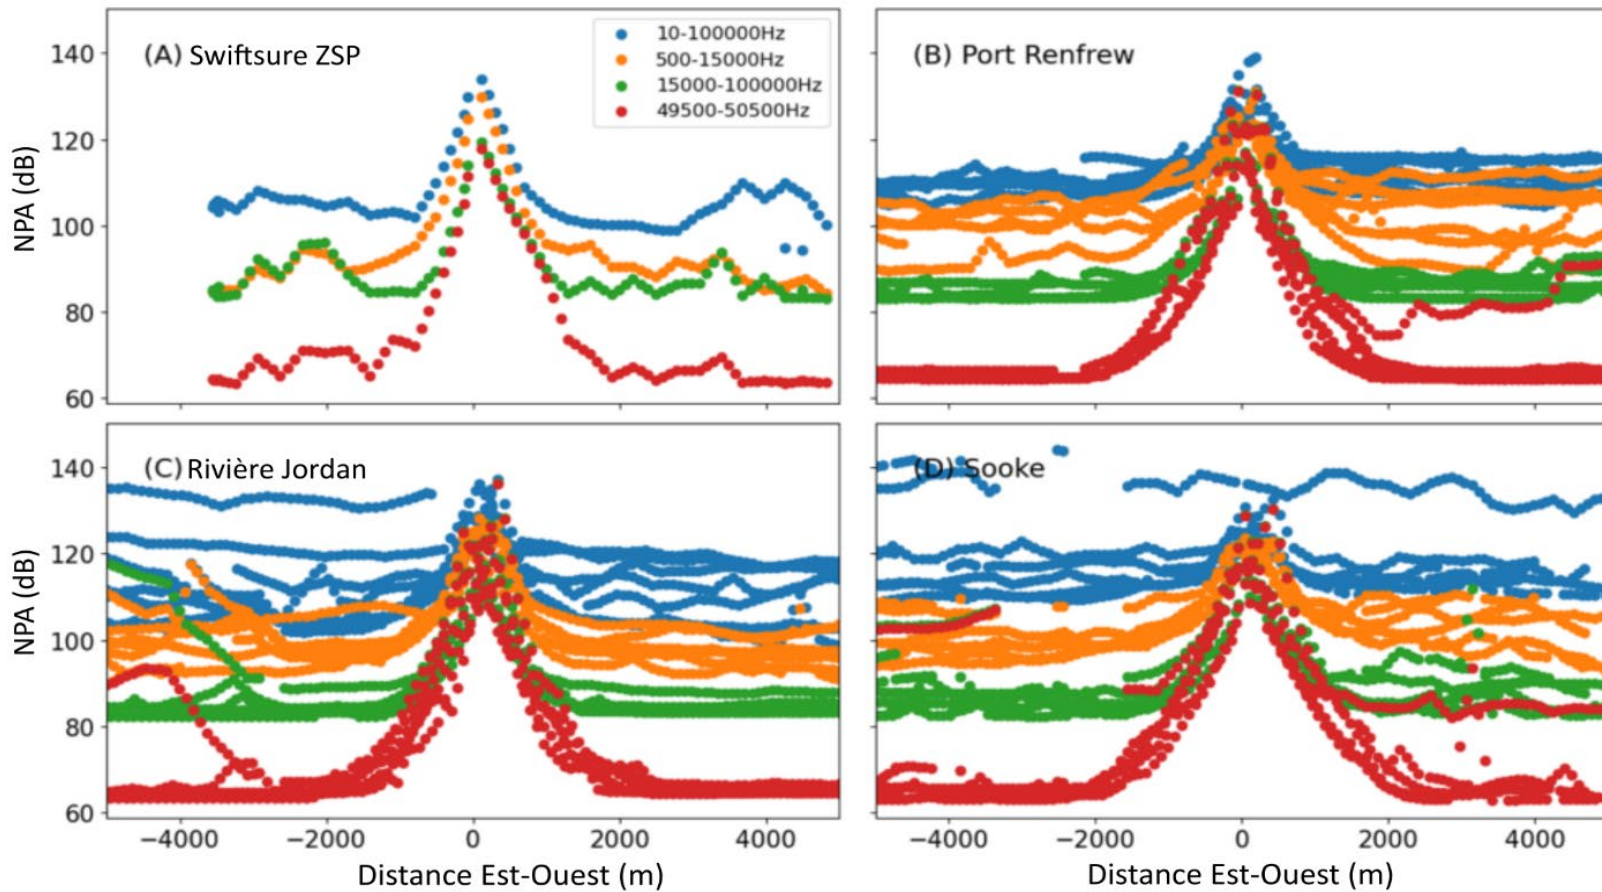 (A) Swiftsure ZSP
10-100000Hz
500-15000Hz
15000-100000Hz
49500-50500Hz
140
120
100
80
60
NPA (dB)
(B) Port Renfrew
(C) Rivière Jordan
140
120
100
80
60
NPA (dB)
−4000
−2000
0
2000
4000
Distance Est-Ouest (m)
(D) Sooke
−4000
−2000
0
2000
4000
Distance Est-Ouest (m)